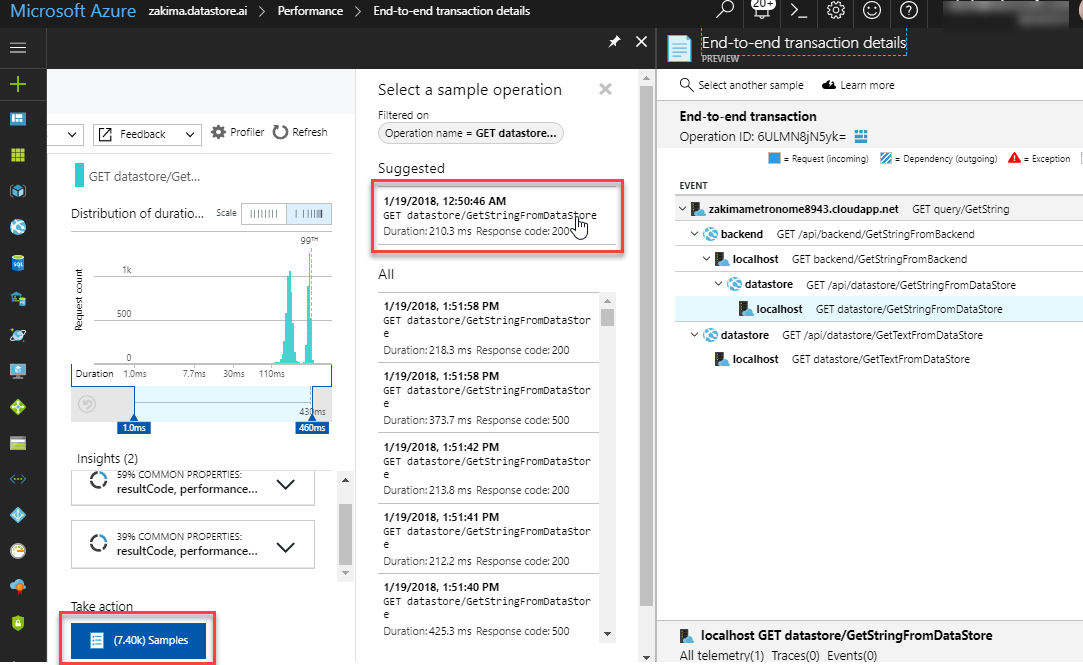 Microsoft Azure zakima.datastore.ai > Performance > End-to-end transaction details
20+
Feedback
Profiler
Refresh
GET datastore/Get...
Distribution of duratio...
Scale
99TH
Request count
1k
500
0
Duration 1.0ms 7.7ms 30ms 110ms
430ms
1.0ms
460ms
Insights (2)
59% COMMON PROPERTIES:
resultCode, performance...
39% COMMON PROPERTIES:
resultCode, performance...
Take action
(7.40k) Samples
Select a sample operation
Filtered on
Operation name = GET datastore...
Suggested
1/19/2018, 12:50:46 AM
GET datastore/GetStringFromDataStore
Duration: 210.3 ms Response code: 200
All
1/19/2018, 1:51:58 PM
GET datastore/GetStringFromDataStor
e
Duration: 218.3 ms Response code: 200
1/19/2018, 1:51:58 PM
GET datastore/GetStringFromDataStor
e
Duration: 373.7 ms Response code: 500
1/19/2018, 1:51:42 PM
GET datastore/GetStringFromDataStor
e
Duration: 213.8 ms Response code: 200
1/19/2018, 1:51:41 PM
GET datastore/GetStringFromDataStor
e
Duration: 212.2 ms Response code: 200
1/19/2018, 1:51:40 PM
GET datastore/GetStringFromDataStor
e
Duration: 425.3 ms Response code: 500
End-to-end transaction details
PREVIEW
Select another sample
Learn more
End-to-end transaction
Operation ID: 6ULMN8jN5yk=
= Request (incoming)
= Dependency (outgoing)
= Exception
EVENT
zakimametronome8943.cloudapp.net GET query/GetString
backend GET /api/backend/GetStringFromBackend
localhost GET backend/GetStringFromBackend
datastore GET /api/datastore/GetStringFromDataStore
localhost GET datastore/GetStringFromDataStore
datastore GET /api/datastore/GetTextFromDataStore
localhost GET datastore/GetTextFromDataStore
localhost GET datastore/GetStringFromDataStore
All telemetry(1) Traces(0) Events(0)